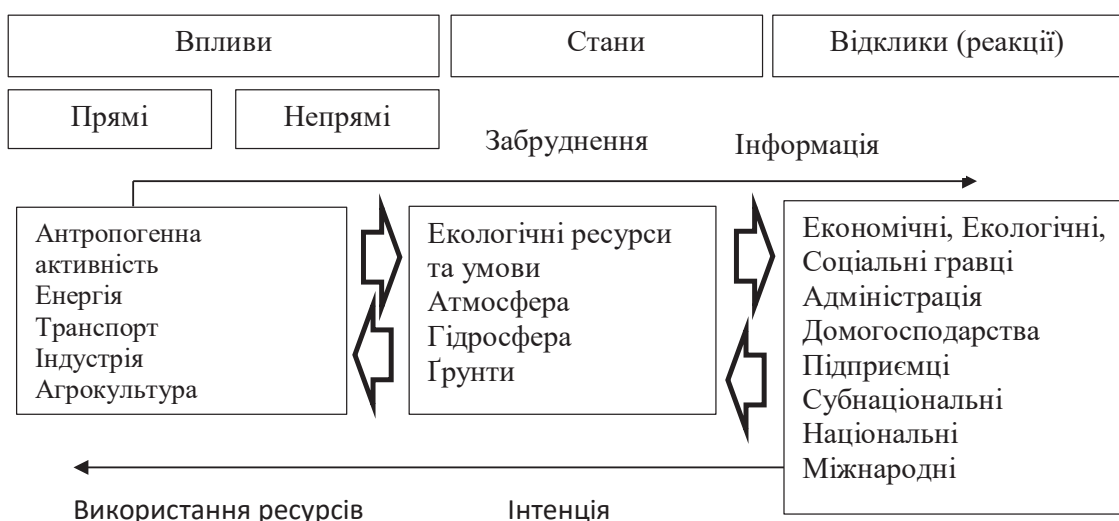 Впливи
Стани
Відклики (реакції)
Прямі
Непрямі
Забруднення
Інформація
Антропогенна
активність
Енергія
Транспорт
Індустрія
Агрокультура
Екологічні ресурси
та умови
Атмосфера
Гідросфера
Ґрунти
Економічні, Екологічні,
Соціальні гравці
Адміністрація
Домогосподарства
Підприємці
Субнаціональні
Національні
Міжнародні
Використання ресурсів
Інтенція